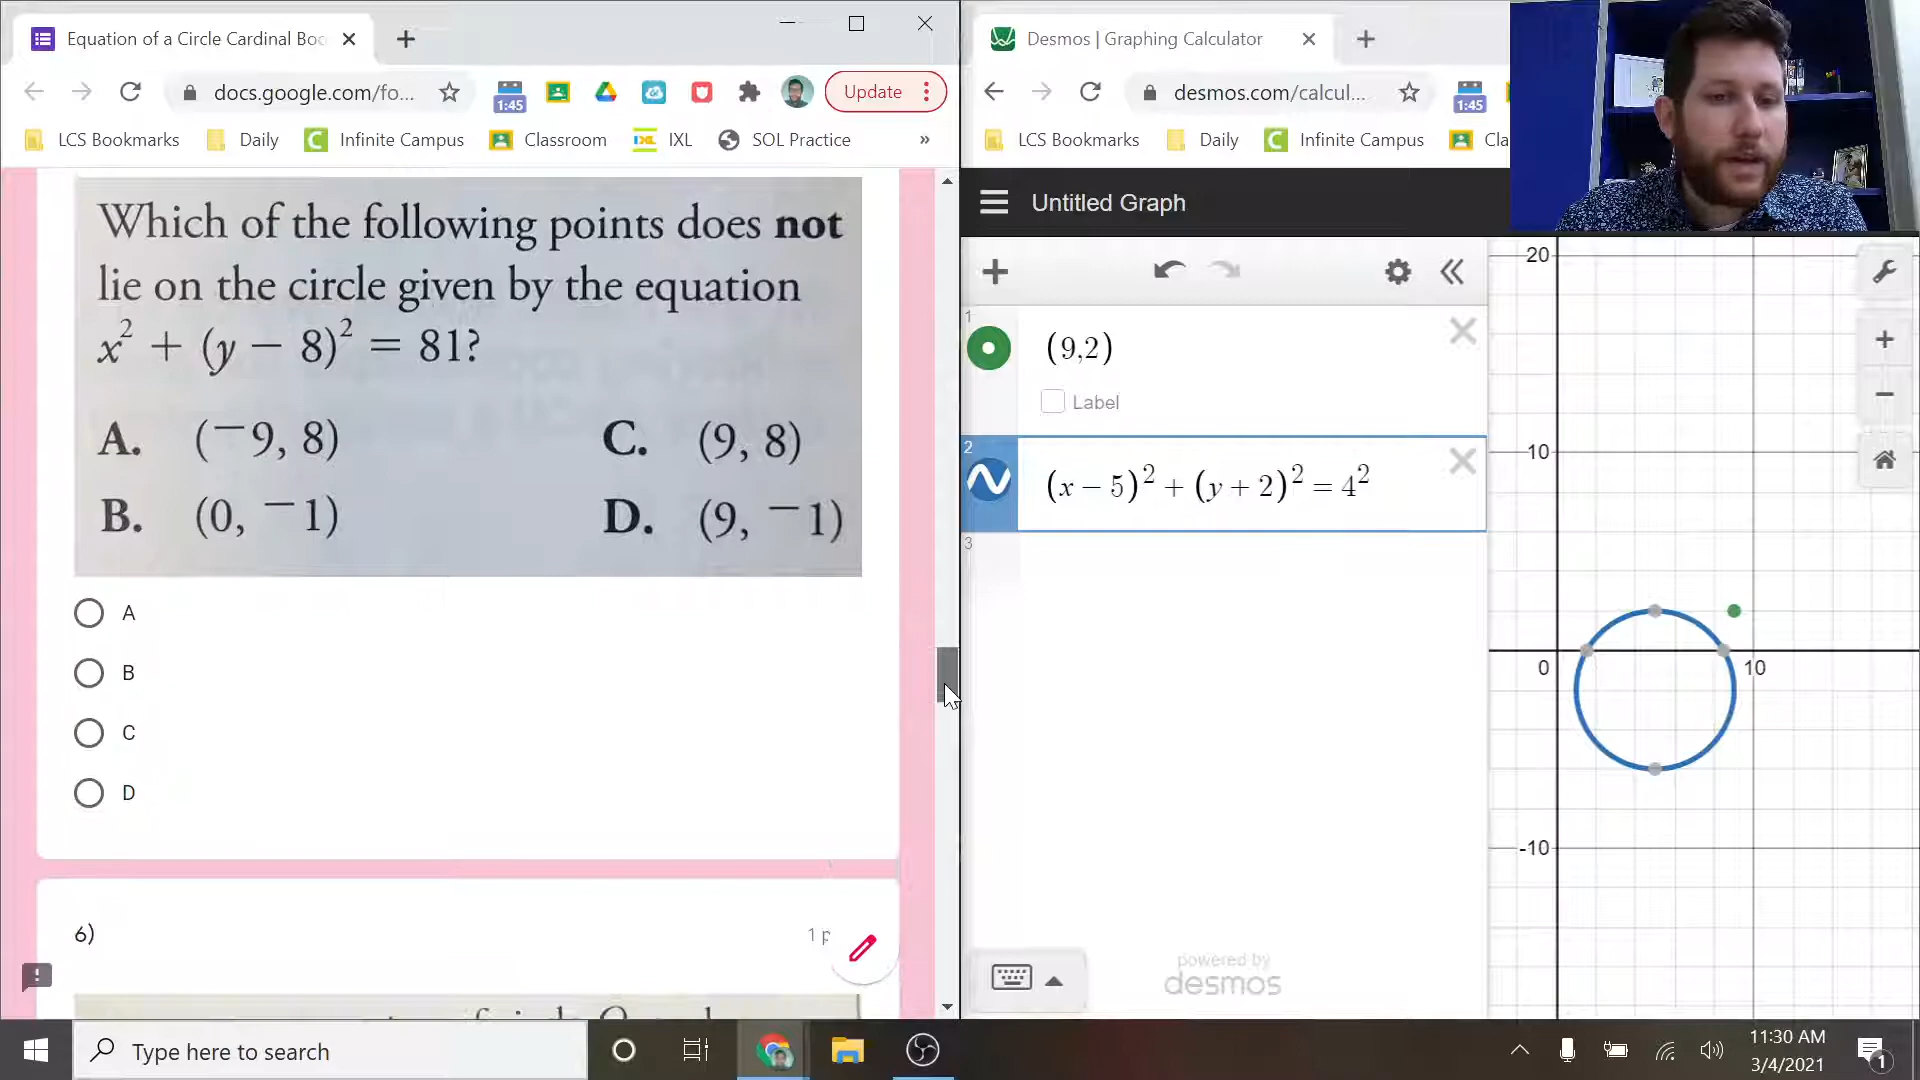 Equation of a Circle Cardinal Boo
Desmos | Graphing Calculator
docs.google.com/fo...
1:45
Update
desmos.com/calcul...
1:45
LCS Bookmarks
Daily
Infinite Campus
Classroom
IXL
SOL Practice
»
LCS Bookmarks
Daily
Infinite Campus
Cla
Untitled Graph
Which of the following points does not
lie on the circle given by the equation
x² + (y − 8)² = 81?
A. (⁻9, 8)
C. (9, 8)
B. (0, ⁻1)
D. (9, ⁻1)
A
B
C
D
6)
1 p
1
(9,2)
Label
2
(x − 5)² + (y + 2)² = 4²
3
20
10
0
10
-10
powered by
desmos
Type here to search
11:30 AM
3/4/2021
1